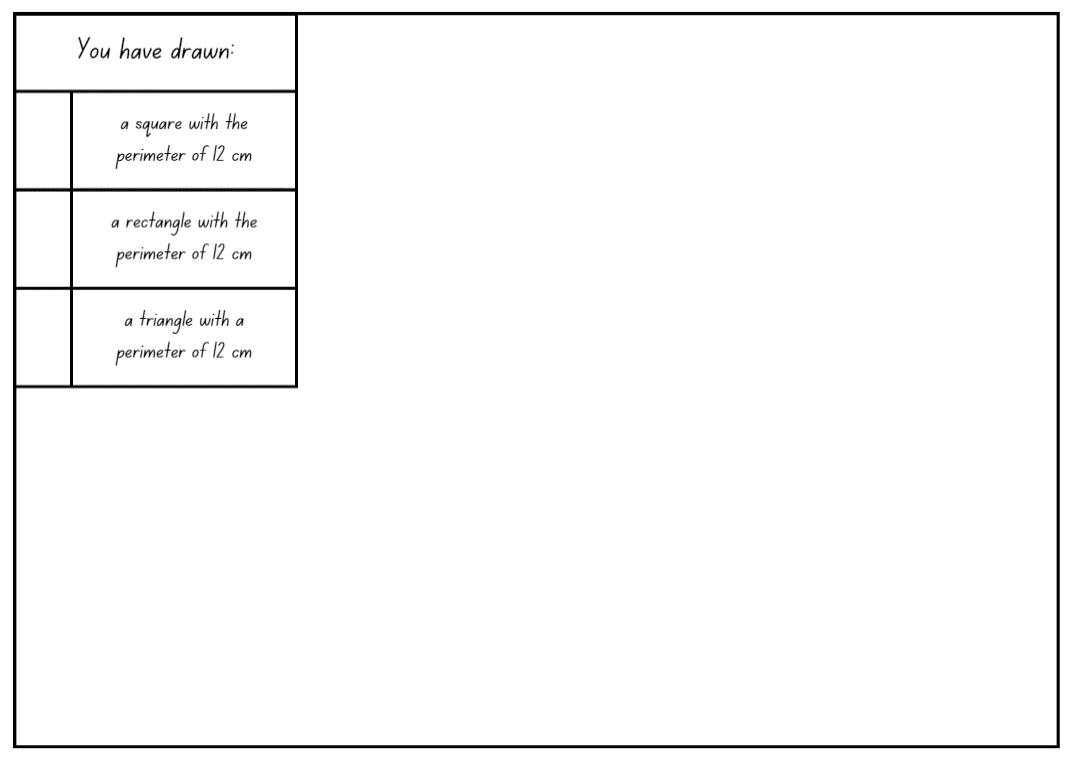 You have drawn:
a square with the
perimeter of 12 cm
a rectangle with the
perimeter of 12 cm
a triangle with a
perimeter of 12 cm